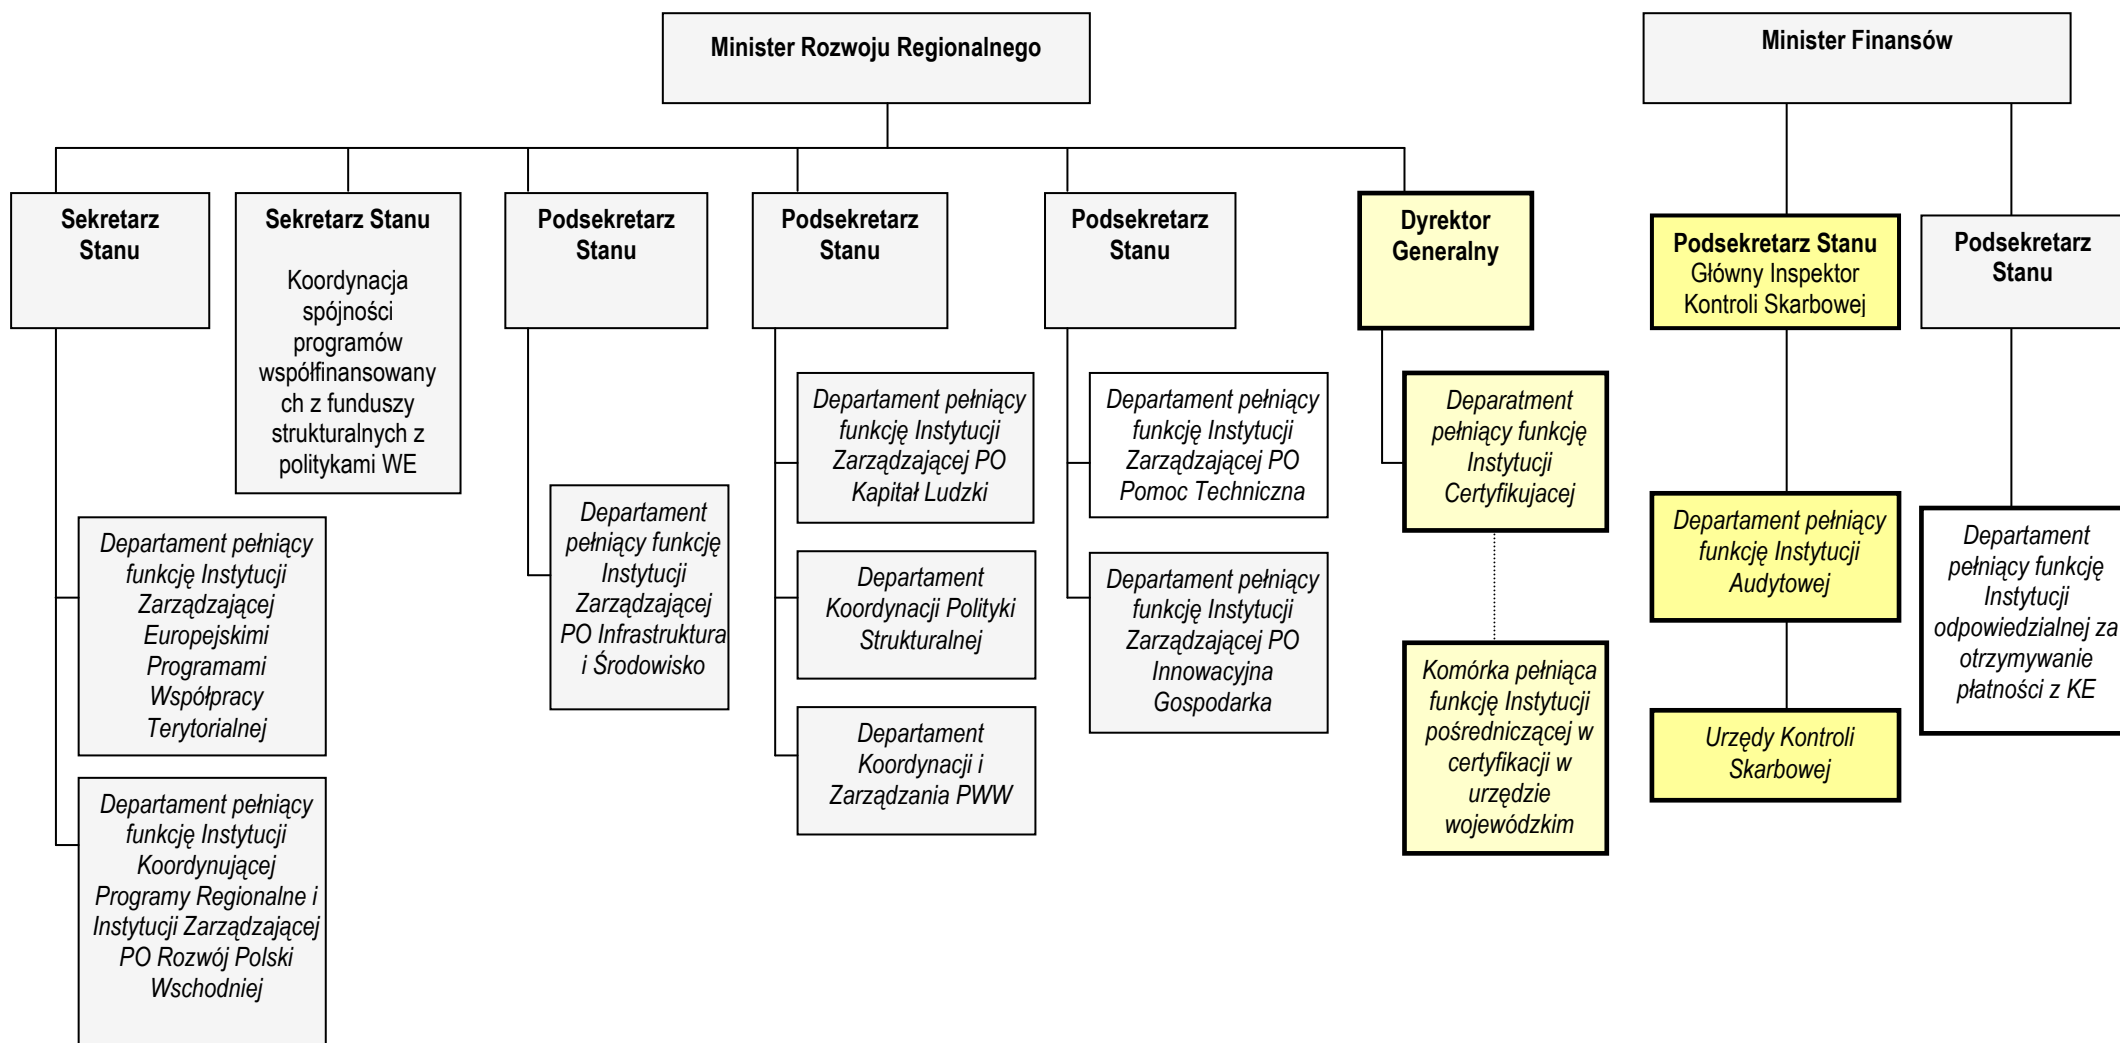 Minister Rozwoju Regionalnego
Minister Finansów
Sekretarz
Stanu
Sekretarz Stanu
Koordynacja
spójności
programów
współfinansowany
ch z funduszy
strukturalnych z
politykami WE
Podsekretarz
Stanu
Podsekretarz
Stanu
Podsekretarz
Stanu
Dyrektor
Generalny
Podsekretarz Stanu
Główny Inspektor
Kontroli Skarbowej
Podsekretarz
Stanu
Departament pełniący
funkcję Instytucji
Zarządzającej
Europejskimi
Programami
Współpracy
Terytorialnej
Departament pełniący
funkcję Instytucji
Koordynującej
Programy Regionalne i
Instytucji Zarządzającej
PO Rozwój Polski
Wschodniej
Departament
pełniący funkcję
Instytucji
Zarządzającej
PO Infrastruktura
i Środowisko
Departament pełniący
funkcję Instytucji
Zarządzającej PO
Kapitał Ludzki
Departament
Koordynacji Polityki
Strukturalnej
Departament
Koordynacji i
Zarządzania PWW
Departament pełniący
funkcję Instytucji
Zarządzającej PO
Pomoc Techniczna
Departament pełniący
funkcję Instytucji
Zarządzającej PO
Innowacyjna
Gospodarka
Deparatment
pełniący funkcję
Instytucji
Certyfikujacej
Komórka pełniąca
funkcję Instytucji
pośredniczącej w
certyfikacji w
urzędzie
wojewódzkim
Departament pełniący
funkcję Instytucji
Audytowej
Urzędy Kontroli
Skarbowej
Departament
pełniący funkcję
Instytucji
odpowiedzialnej za
otrzymywanie
płatności z KE